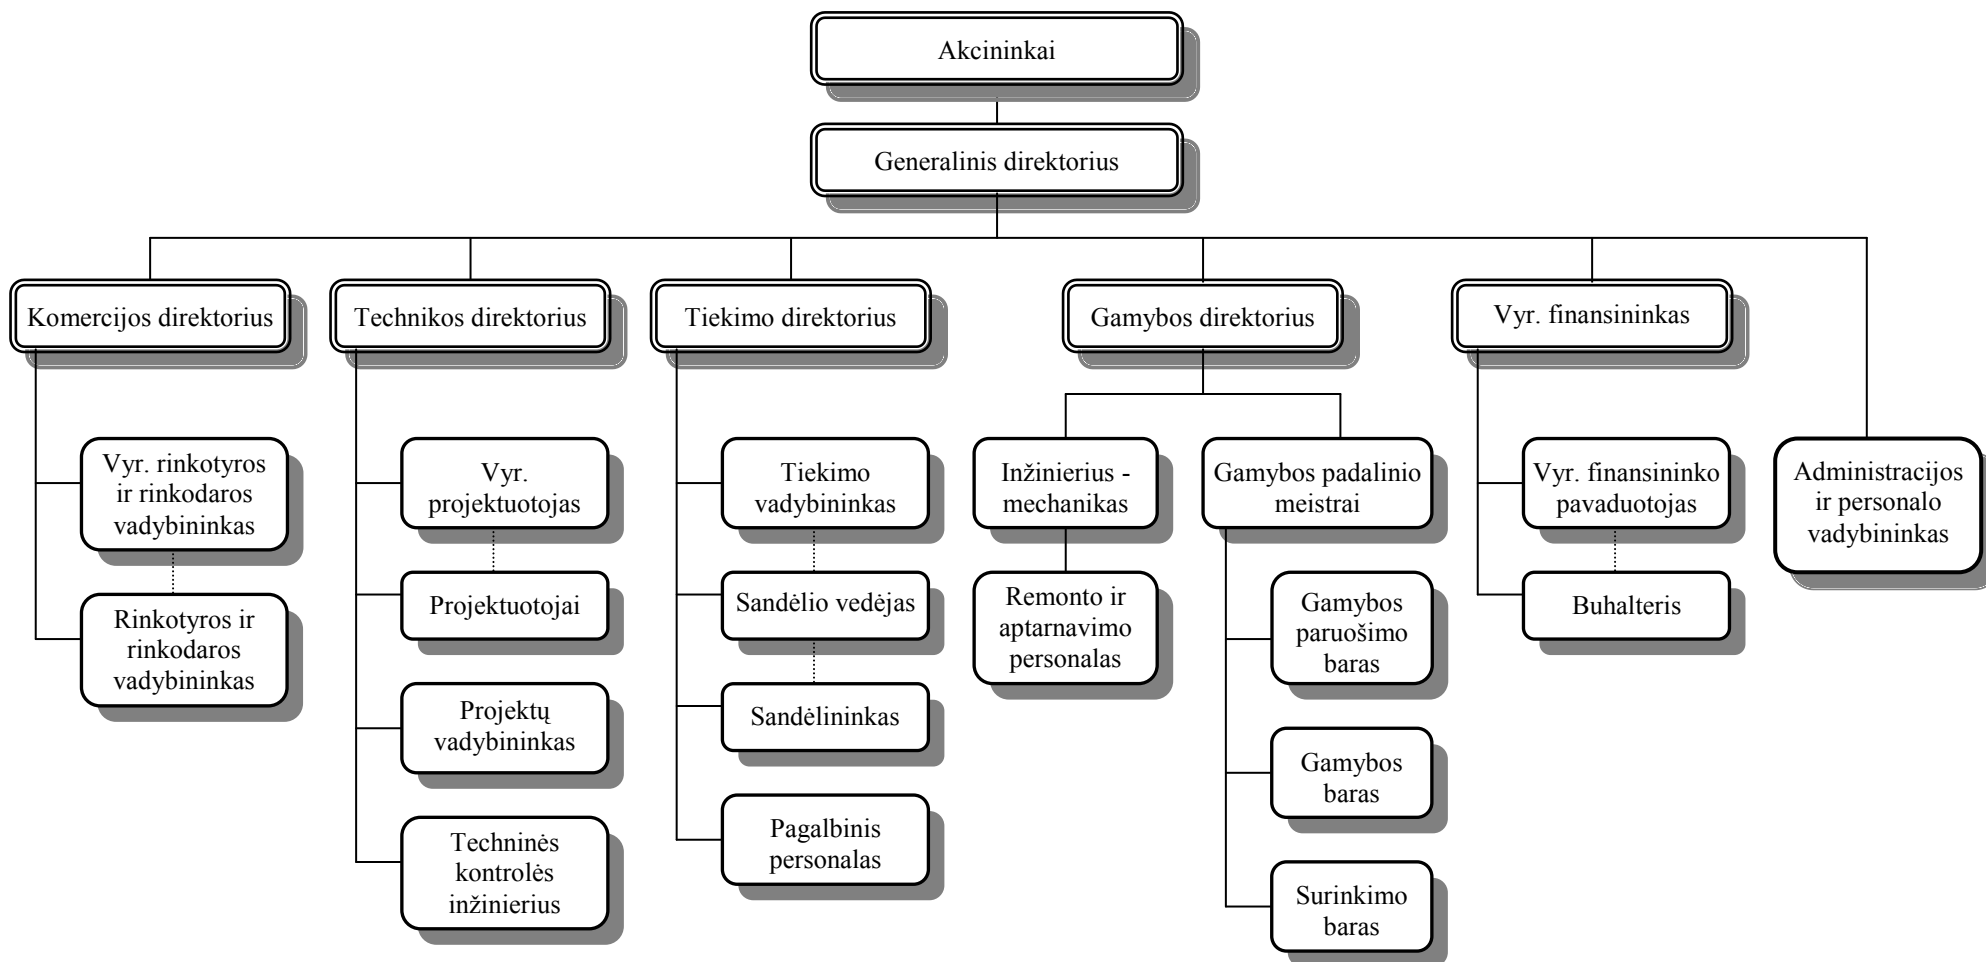 Akcininkai
Generalinis direktorius
Komercijos direktorius
Technikos direktorius
Tiekimo direktorius
Gamybos direktorius
Vyr. finansininkas
Vyr. rinkotyros
ir rinkodaros
vadybininkas
Rinkotyros ir
rinkodaros
vadybininkas
Vyr.
projektuotojas
Projektuotojai
Projektų
vadybininkas
Techninės
kontrolės
inžinierius
Tiekimo
vadybininkas
Sandėlio vedėjas
Sandėlininkas
Pagalbinis
personalas
Inžinierius -
mechanikas
Remonto ir
aptarnavimo
personalas
Gamybos padalinio
meistrai
Gamybos
paruošimo
baras
Gamybos
baras
Surinkimo
baras
Vyr. finansininko
pavaduotojas
Buhalteris
Administracijos
ir personalo
vadybininkas